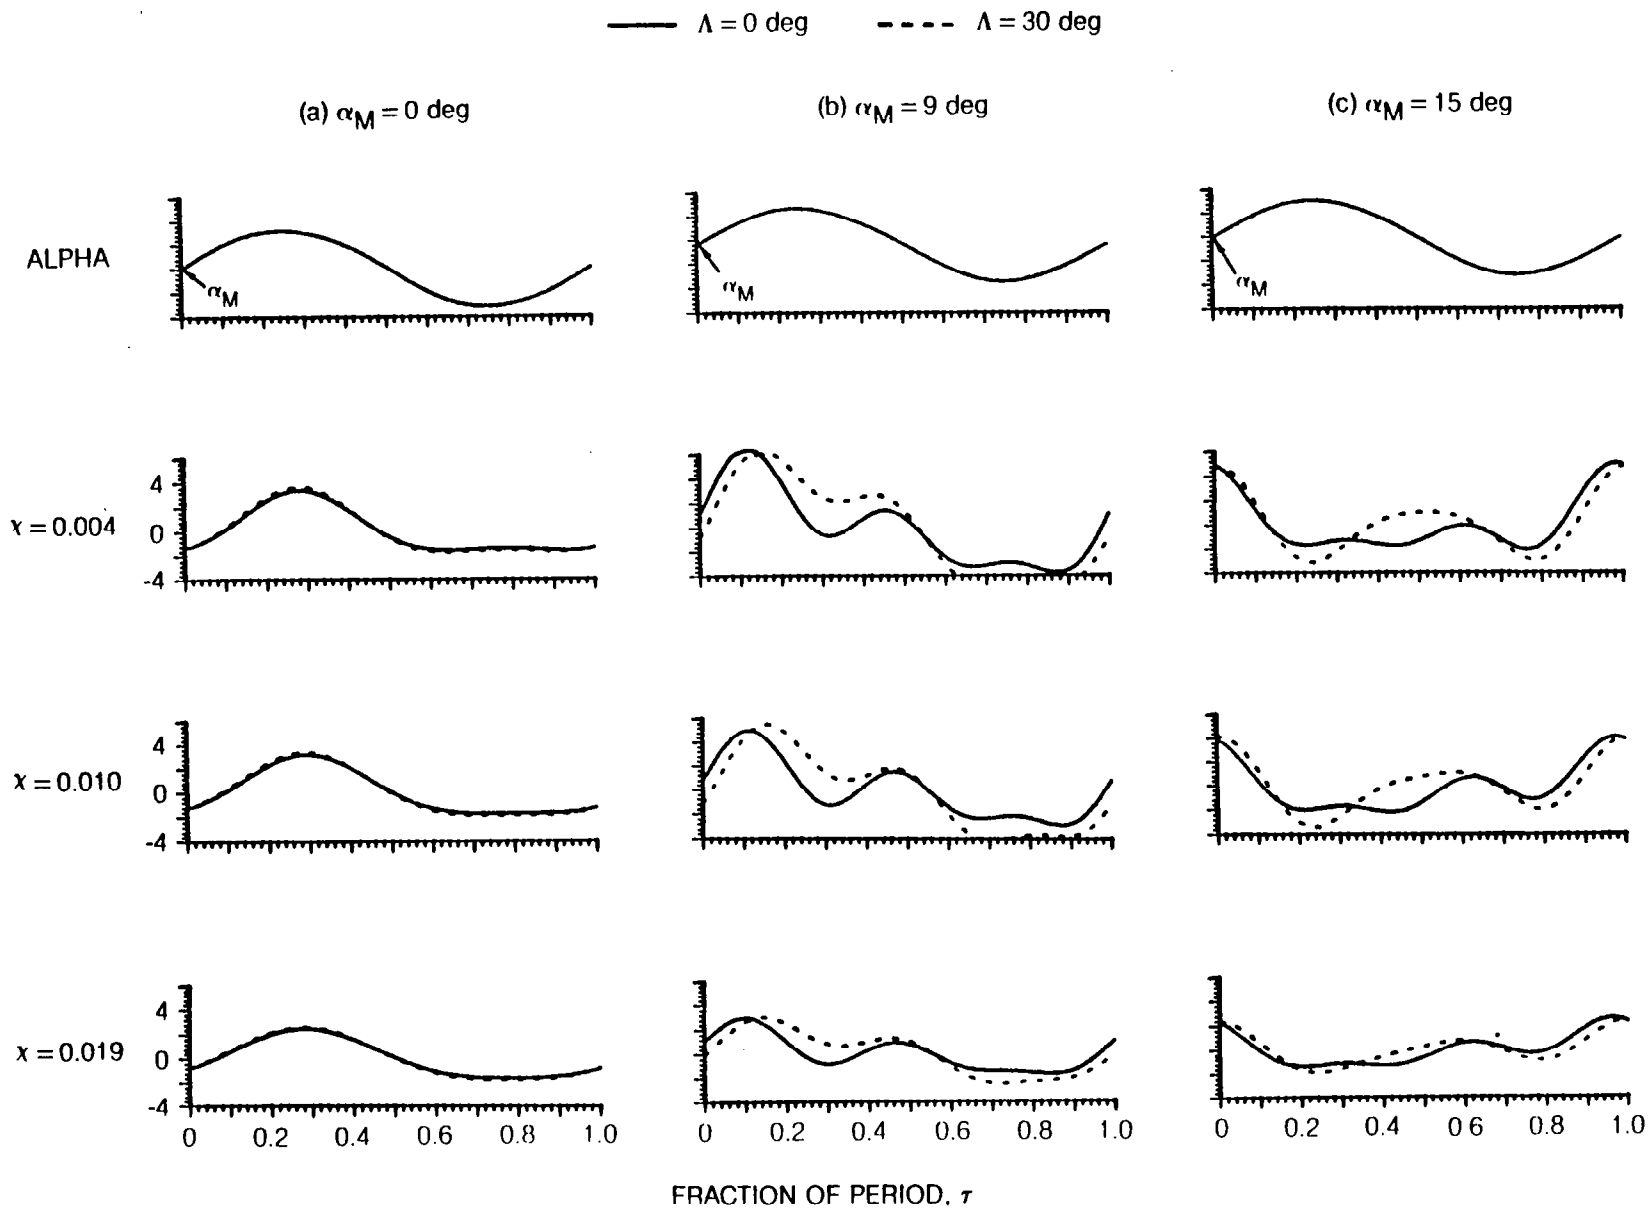 Λ = 0 deg Λ = 30 deg
(a) αM = 0 deg (b) αM = 9 deg (c) αM = 15 deg
ALPHA
αM αM αM
4
χ = 0.004 0
-4
4
χ = 0.010 0
-4
4
χ = 0.019 0
-4
0 0.2 0.4 0.6 0.8 1.0 0 0.2 0.4 0.6 0.8 1.0 0 0.2 0.4 0 6 0.8 1.0
FRACTION OF PERIOD, τ